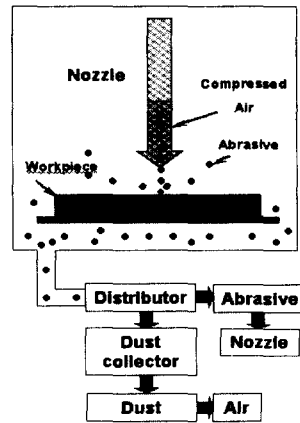 Nozzle
Compressed
Air
Abrasive
Workpiece
Distributor
Abrasive
Dust
collector
Nozzle
Dust
Air